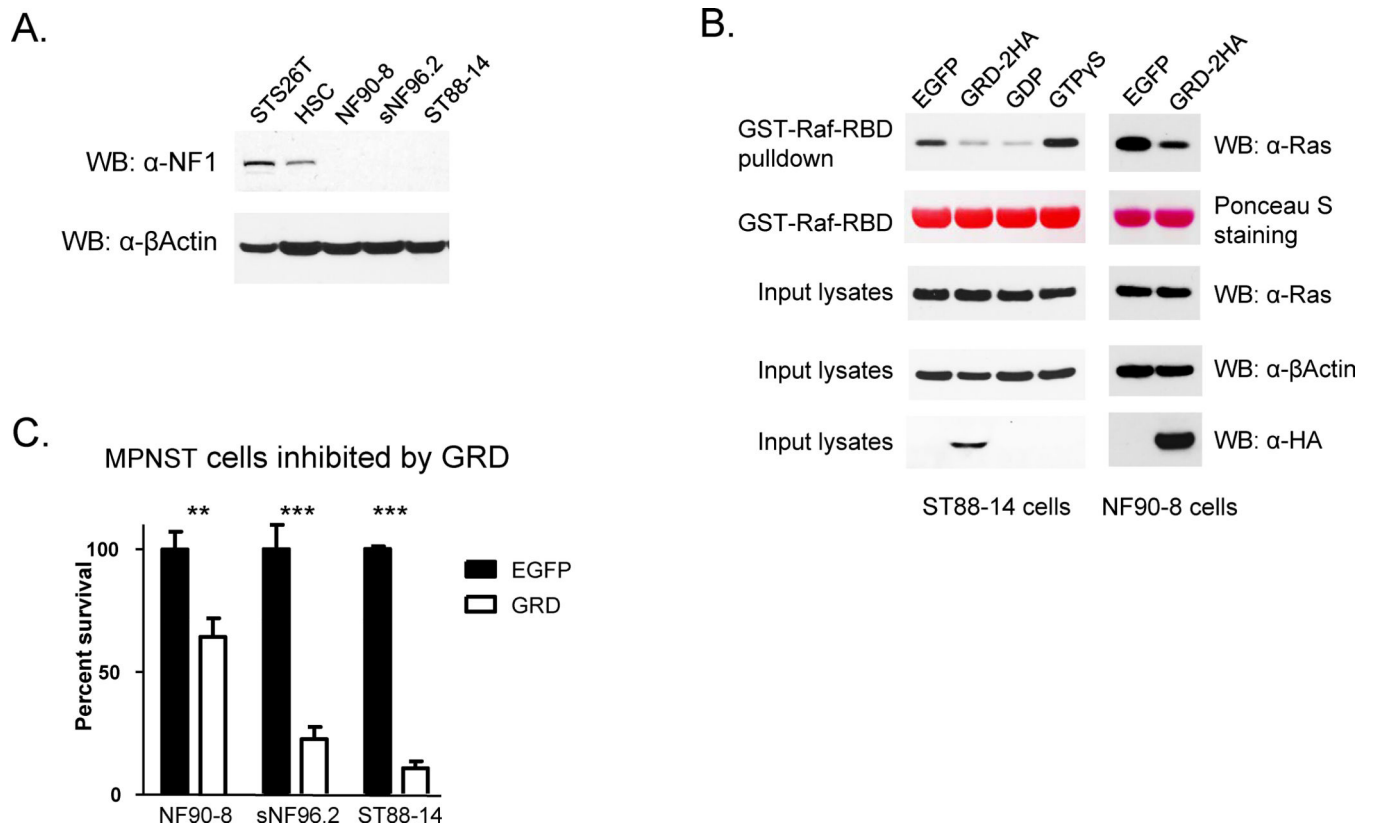 A.
STS26T
HSC
NF90-8
sNF96.2
ST88-14
WB: α-NF1
WB: α-βActin
B.
EGFP
GRD-2HA
GDP
GTPγS
EGFP
GRD-2HA
GST-Raf-RBD
pulldown
WB: α-Ras
GST-Raf-RBD
Ponceau S
staining
Input lysates
WB: α-Ras
Input lysates
WB: α-βActin
Input lysates
WB: α-HA
ST88-14 cells
NF90-8 cells
C.
MPNST cells inhibited by GRD
**
***
***
Percent survival
100
50
0
EGFP
GRD
NF90-8
sNF96.2
ST88-14